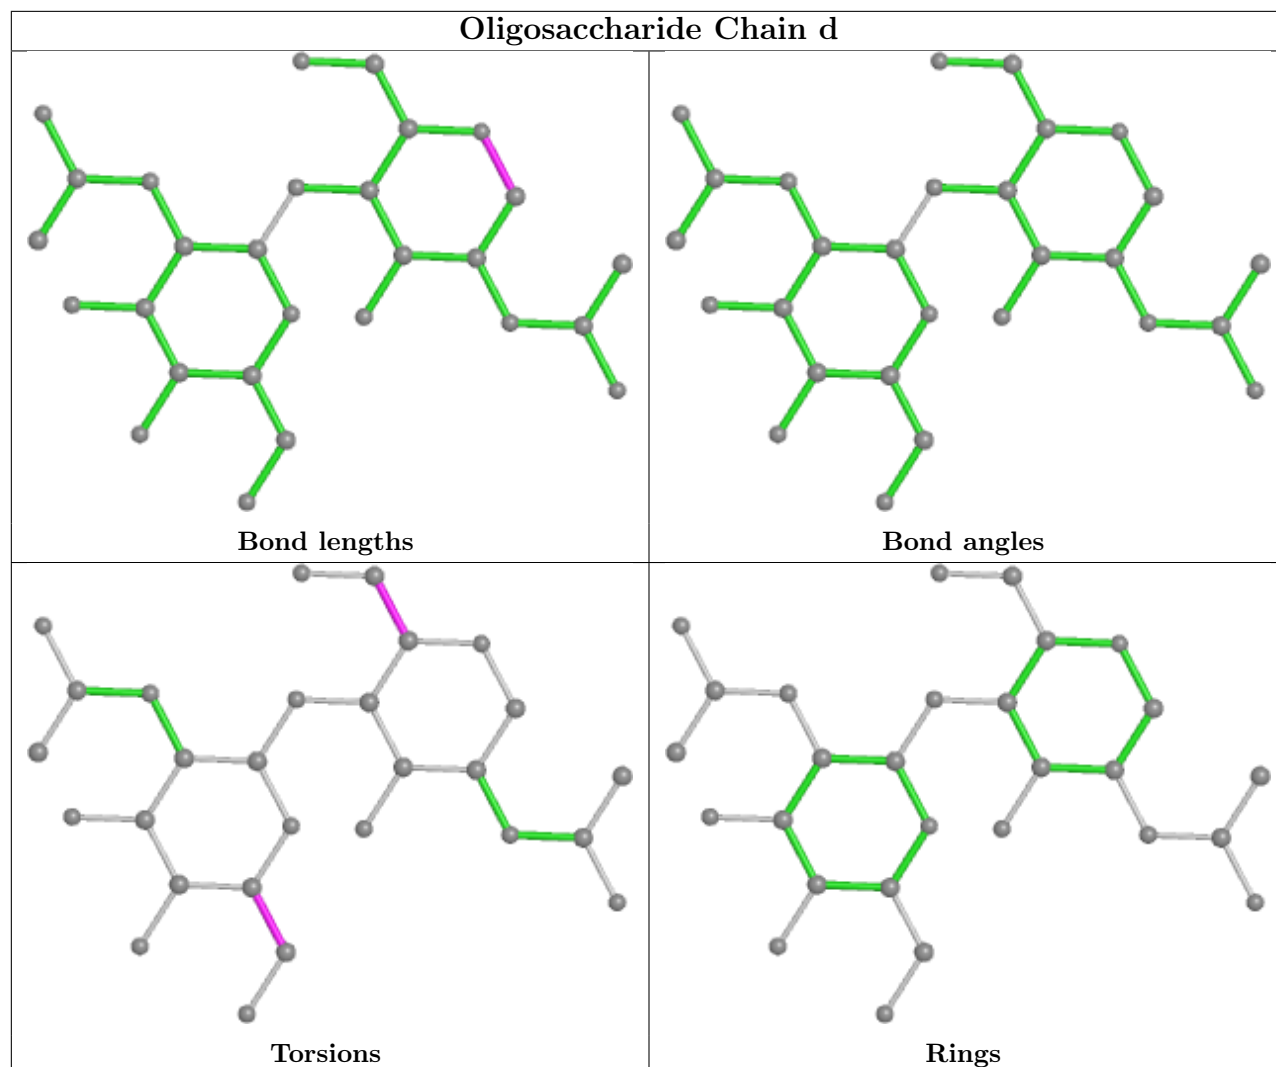 Oligosaccharide Chain d
Bond lengths
Bond angles
Torsions
Rings